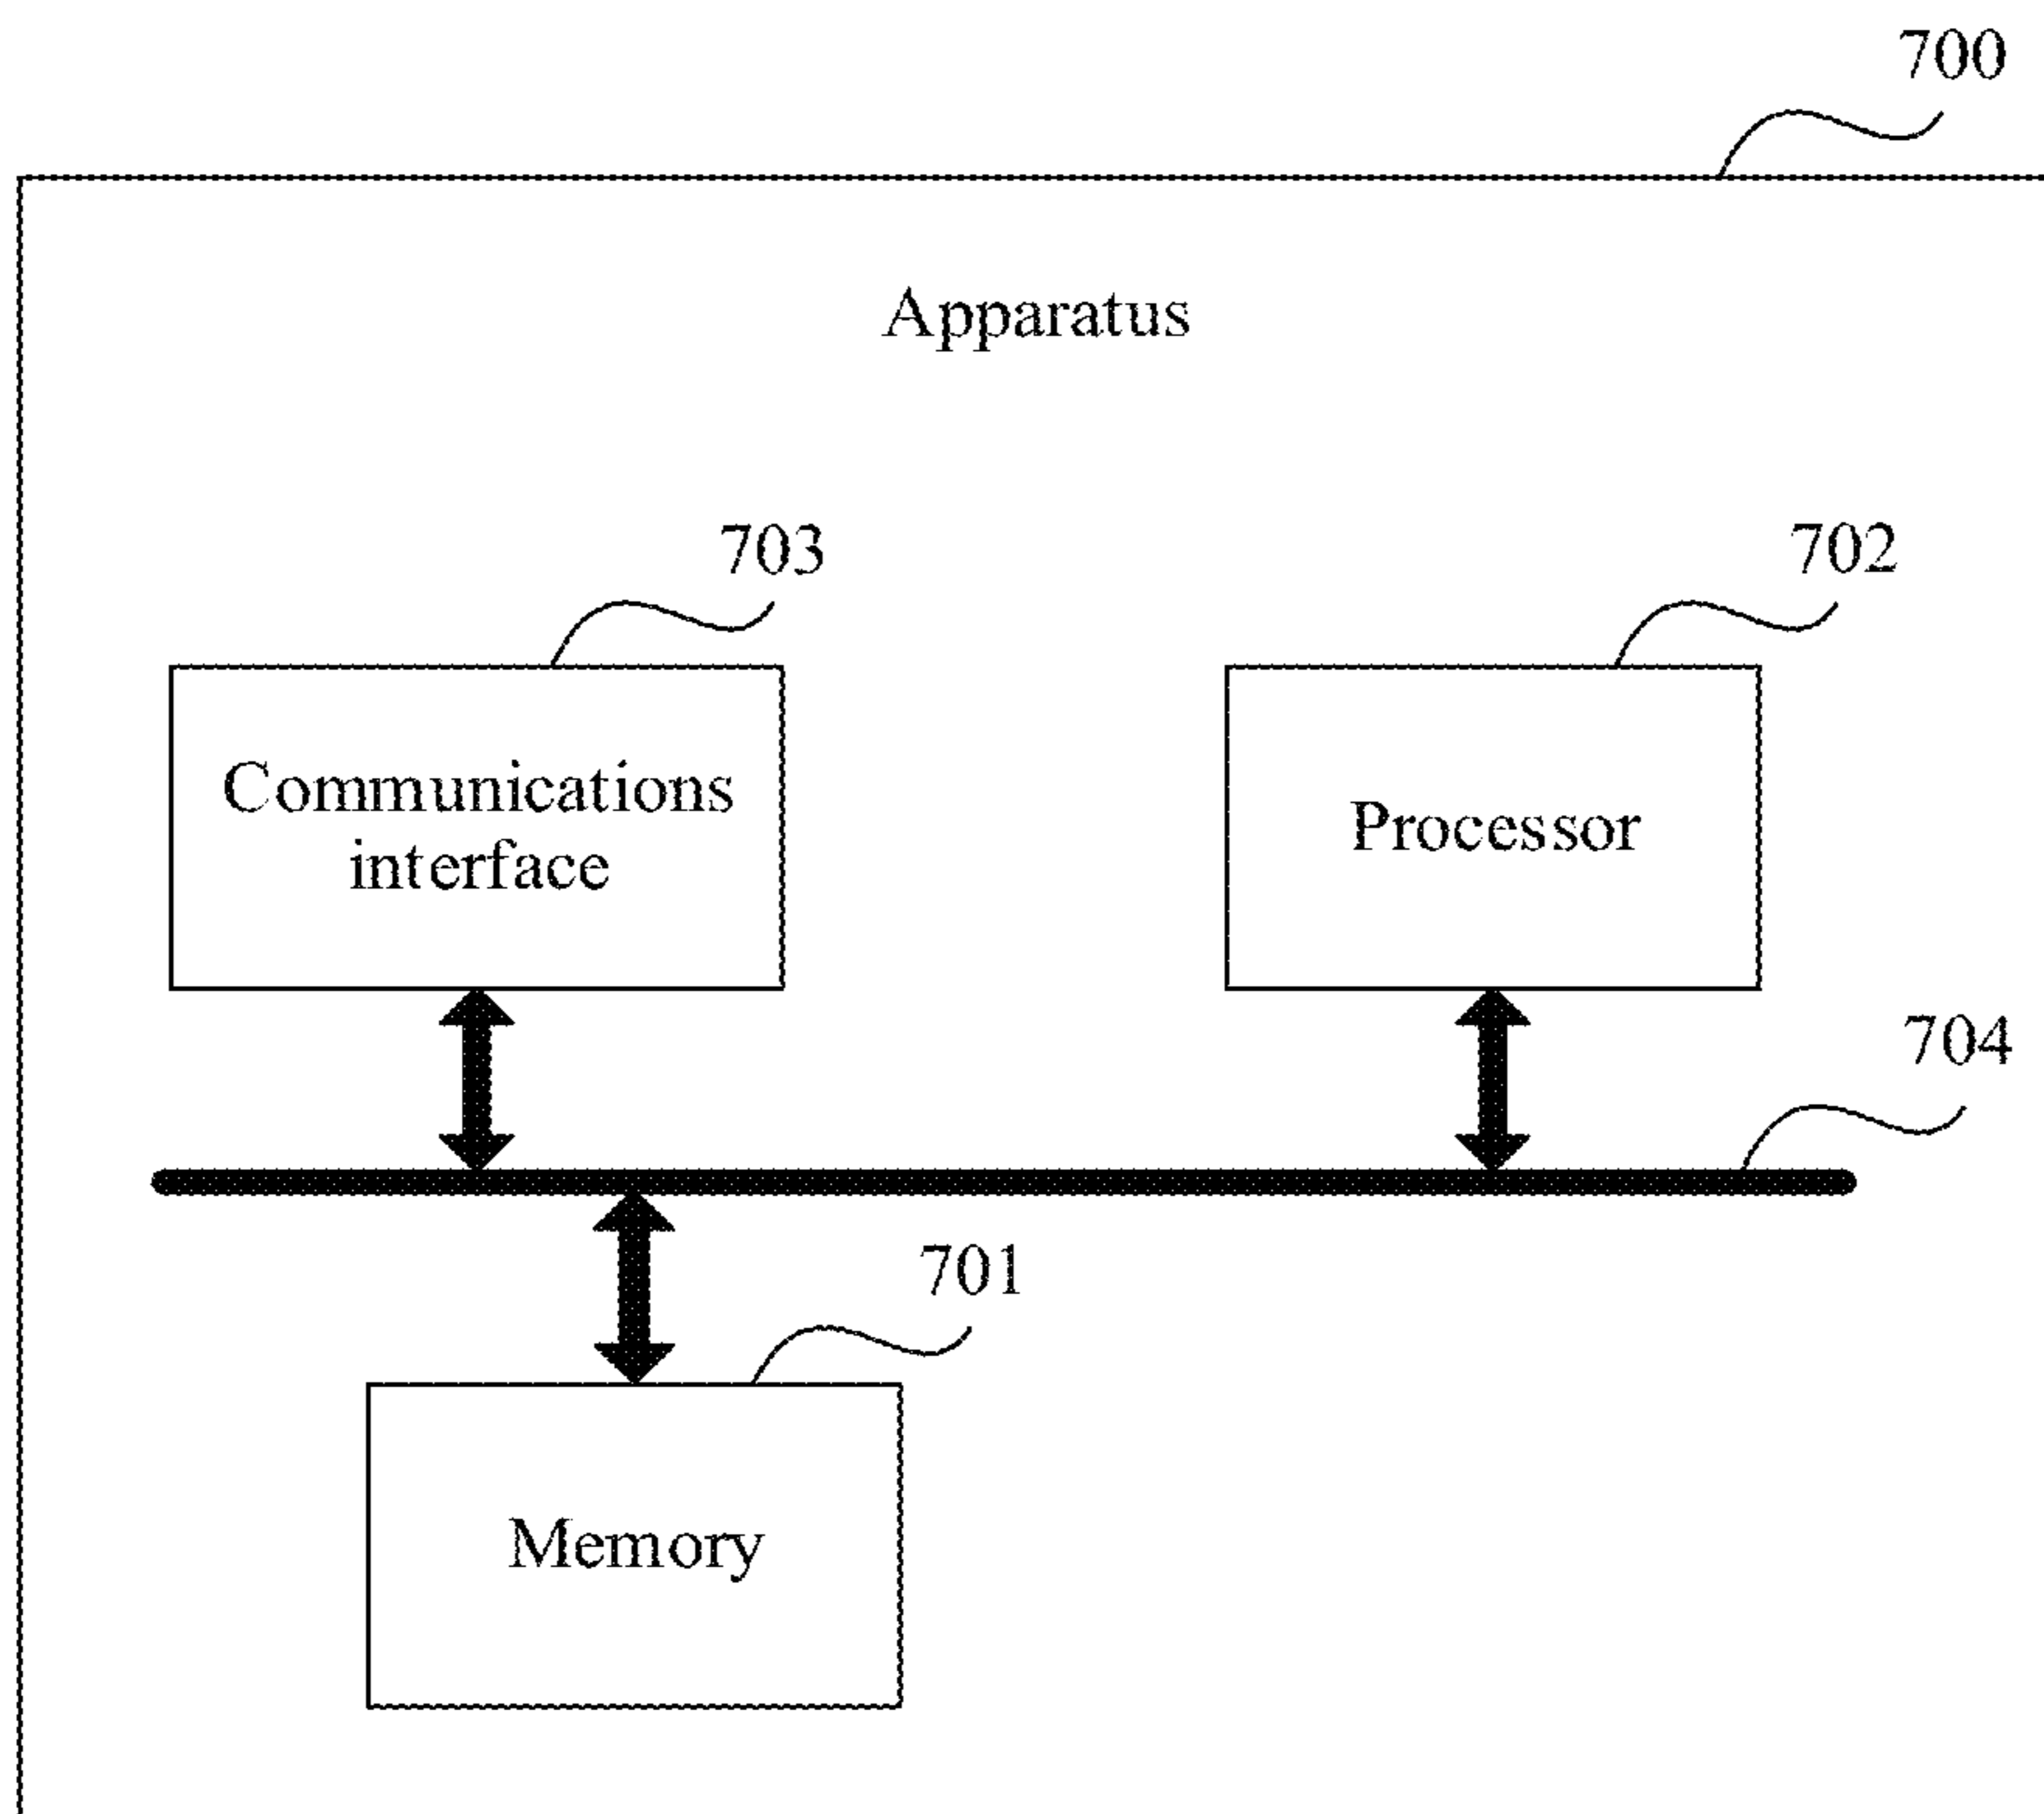 700
Apparatus
703
702
Communications
interface
Processor
704
701
Memory